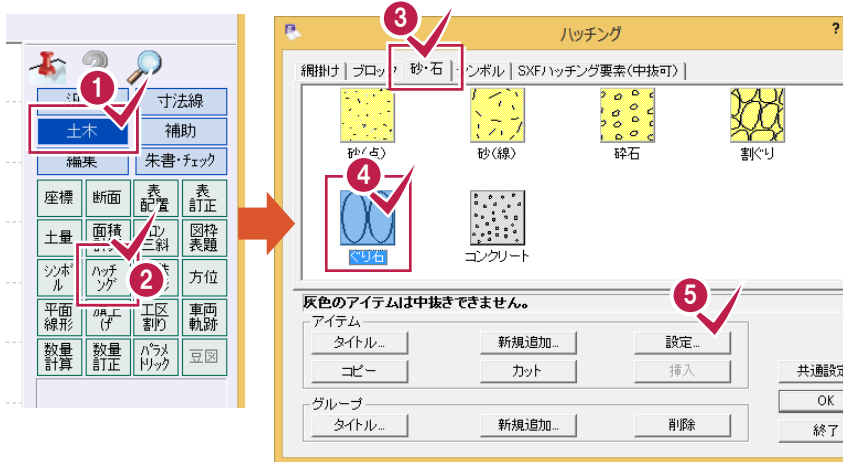 1
寸法線
土木
補助
編集
朱書・チェック
座標
断面
表
配置
表
訂正
土量
面積
三斜
図枠
表題
シンボ
ル
ハッチ
ング
2
方位
平面
線形
旗上
げ
工区
割り
車両
軌跡
数量
計算
数量
訂正
パラメ
トリック
豆図
3
ハッチング
?
網掛け
ブロック
砂・石
シンボル
SXFハッチング要素(中抜可)
砂(点)
砂(線)
砕石
割ぐり
4
ぐり石
コンクリート
5
灰色のアイテムは中抜きできません。
アイテム
タイトル...
新規追加...
設定...
コピー
カット
挿入
共通設定
OK
グループ
タイトル...
新規追加...
削除
終了